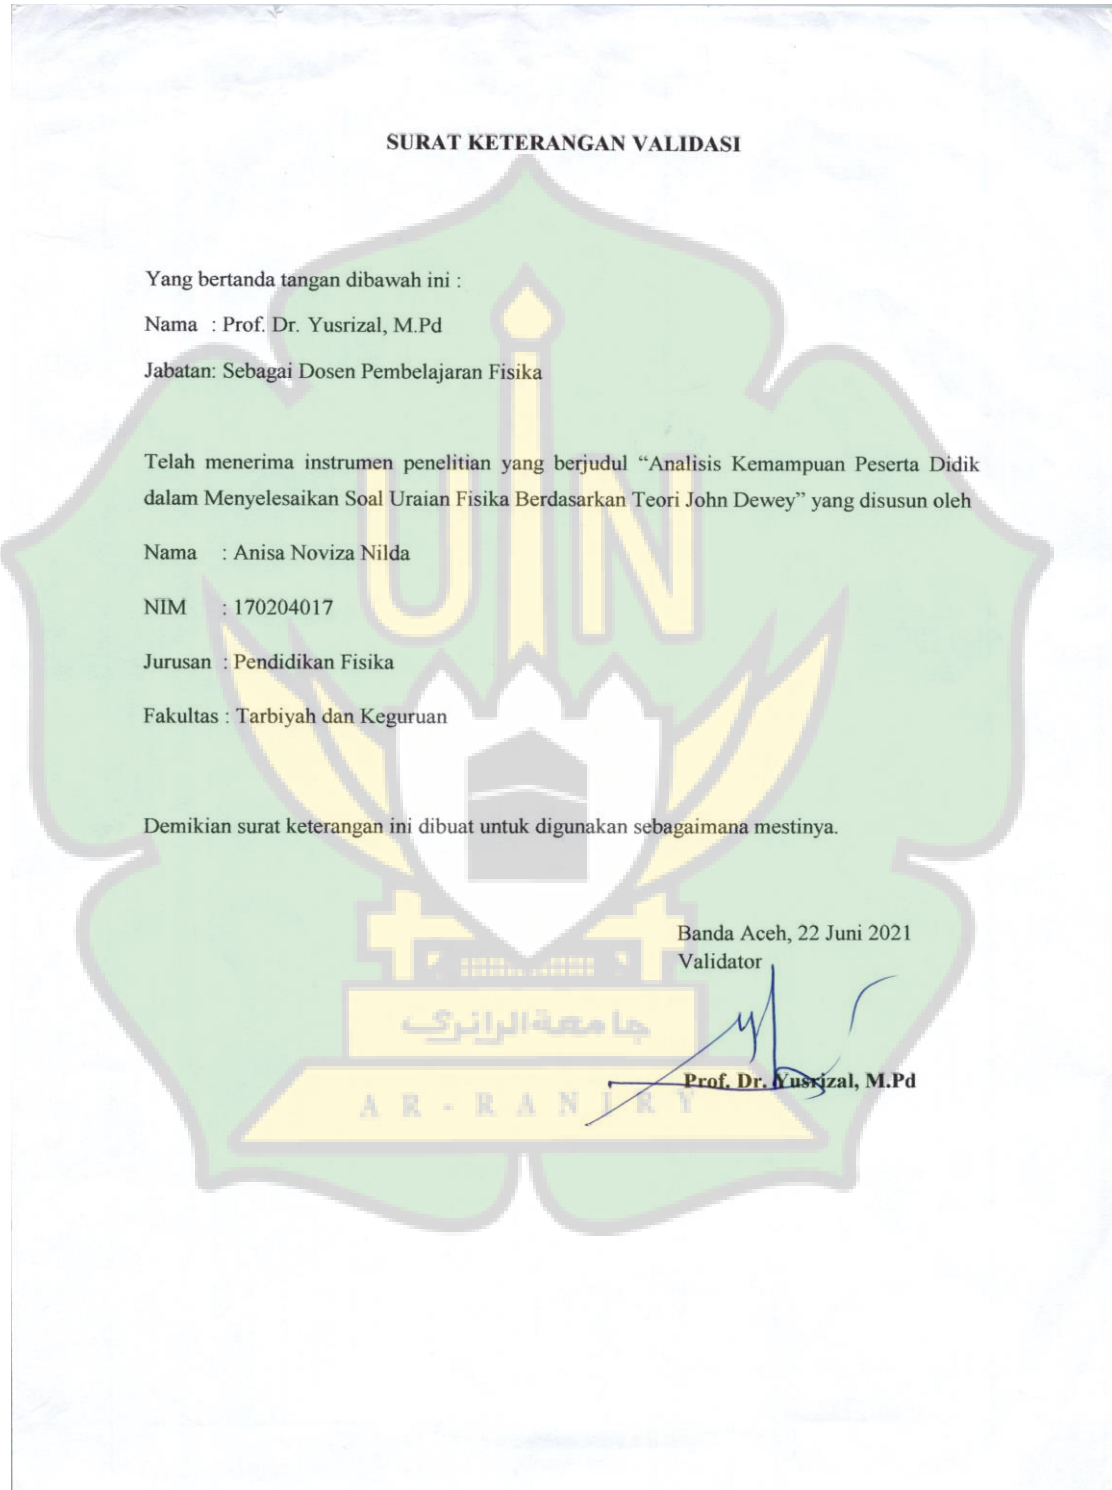 SURAT KETERANGAN VALIDASI
Yang bertanda tangan dibawah ini :
Nama : Prof. Dr. Yusrizal, M.Pd
Jabatan: Sebagai Dosen Pembelajaran Fisika
Telah menerima instrumen penelitian yang berjudul “Analisis Kemampuan Peserta Didik
dalam Menyelesaikan Soal Uraian Fisika Berdasarkan Teori John Dewey” yang disusun oleh
Nama : Anisa Noviza Nilda
NIM : 170204017
Jurusan : Pendidikan Fisika
Fakultas : Tarbiyah dan Keguruan
Demikian surat keterangan ini dibuat untuk digunakan sebagaimana mestinya.
Banda Aceh, 22 Juni 2021
Validator
Prof. Dr. Yusrizal, M.Pd
UIN
جامعة الرانري
AR-RANIRY